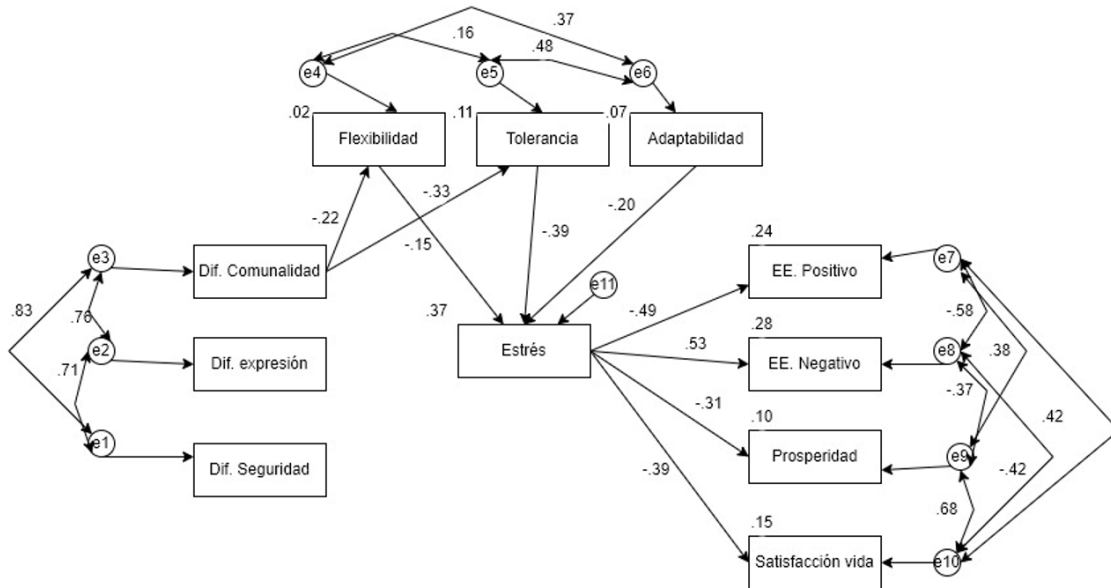 .37
.16
.48
e4
e5
e6
.02
.11
.07
Flexibilidad
Tolerancia
Adaptabilidad
-.33
-.22
-.20
-.15
-.39
.24
e3
Dif. Comunalidad
EE. Positivo
e7
e11
.83
.76
.37
-.49
-.58
.28
Estrés
.53
e2
Dif. expresión
EE. Negativo
e8
.38
.71
-.37
-.31
.10
.42
e1
Dif. Seguridad
-.39
Prosperidad
e9
-.42
.68
.15
Satisfacción vida
e10